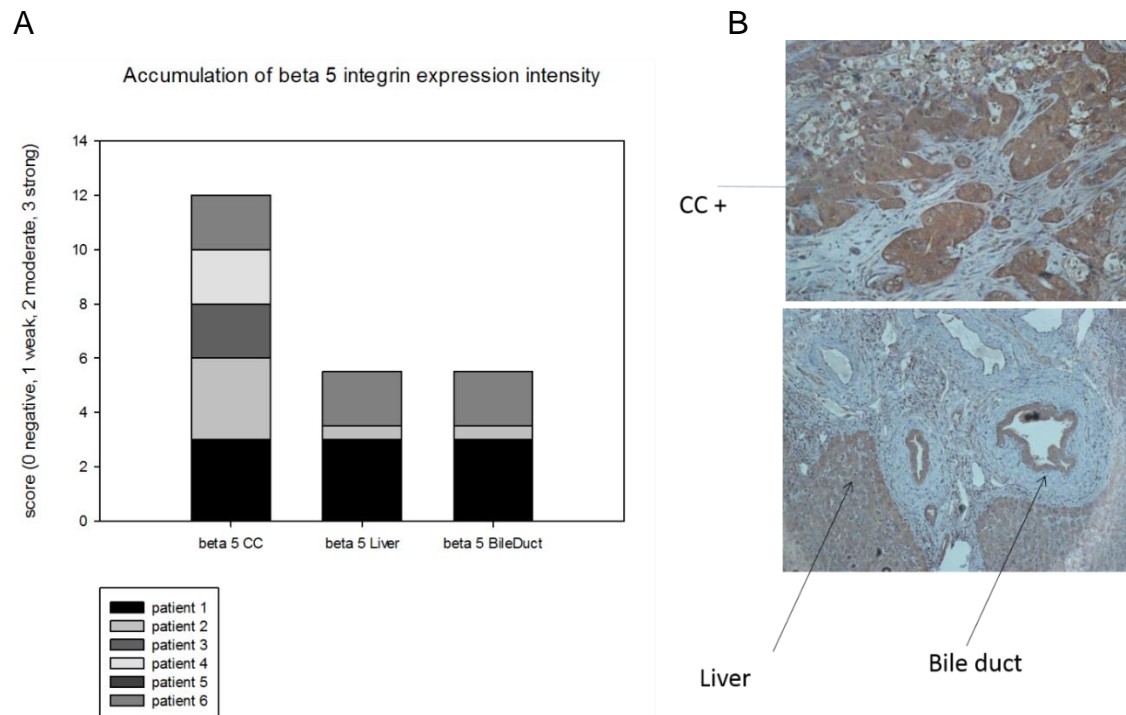 A
B
Accumulation of beta 5 integrin expression intensity
score (0 negative, 1 weak, 2 moderate, 3 strong)
14
12
10
8
6
4
2
0
beta 5 CC
beta 5 Liver
beta 5 BileDuct
patient 1
patient 2
patient 3
patient 4
patient 5
patient 6
CC +
Liver
Bile duct